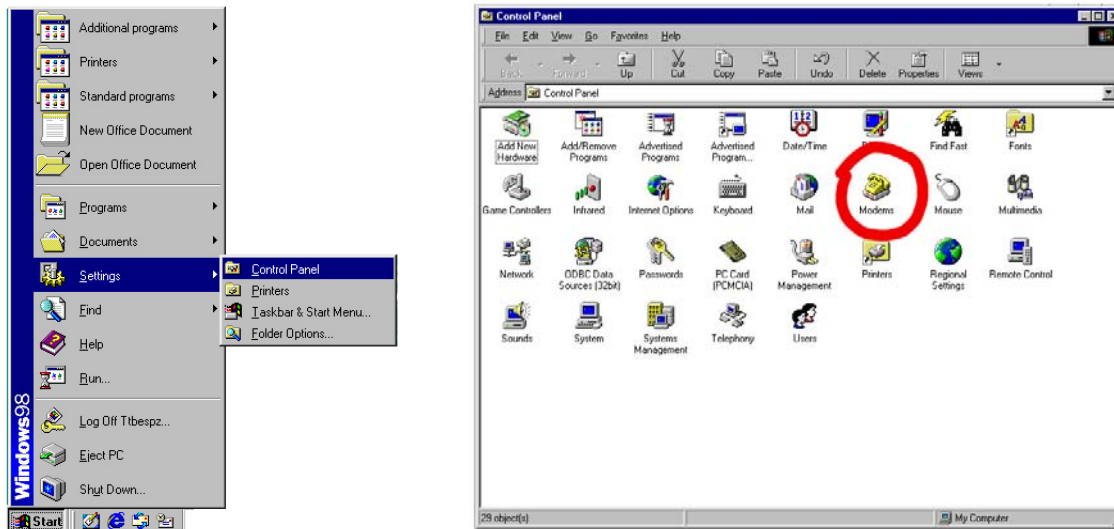 Additional programs
Printers
Standard programs
New Office Document
Open Office Document
Programs
Documents
Settings
Find
Help
Run...
Log Off Ttbespz...
Eject PC
Shut Down...
Windows98
Start
Control Panel
Printers
Taskbar & Start Menu...
Folder Options...
Control Panel
File Edit View Go Favorites Help
Back Forward Up Cut Copy Paste Undo Delete Properties Views
Address Control Panel
Add New Hardware
Add/Remove Programs
Advertised Programs
Advertised Program...
Date/Time
Find Fast
Fonts
Game Controllers
Infrared
Internet Options
Keyboard
Mail
Modems
Mouse
Multimedia
Network
ODBC Data Sources (32bit)
Passwords
PC Card (PCMCIA)
Power Management
Printers
Regional Settings
Remote Control
Sounds
System
Systems Management
Telephony
Users
29 object(s)
My Computer